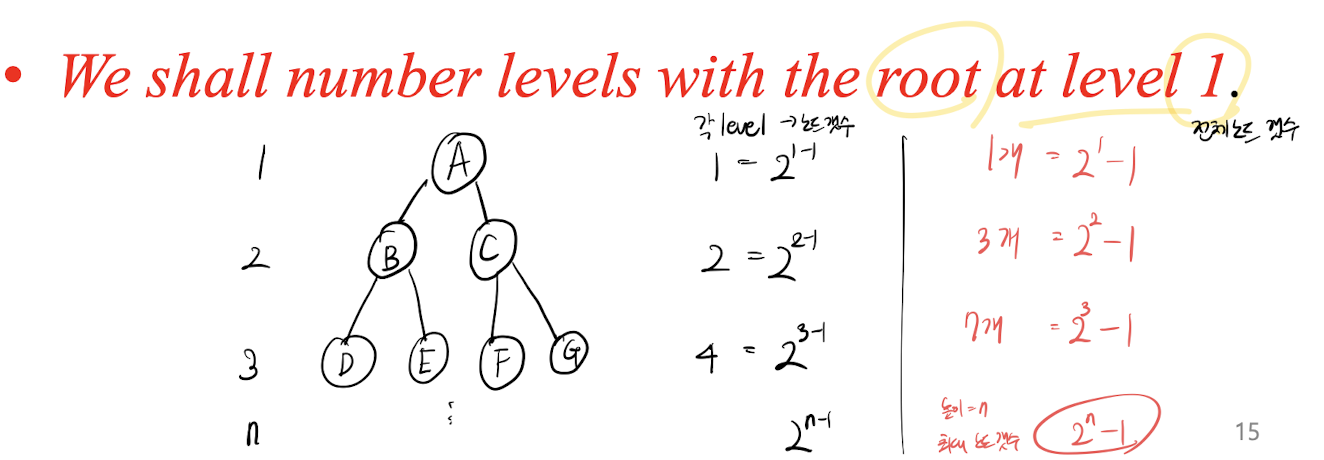 • We shall number levels with the root at level 1.
각 level → 노드 갯수
전체 노드 갯수
1 A 1 = 2^{1-1} 1개 = 2^1-1
2 B C 2 = 2^{2-1} 3개 = 2^2-1
3 D E F G 4 = 2^{3-1} 7개 = 2^3-1
높이=n
n 2^{n-1} 최대 노드 갯수 2^n-1
15